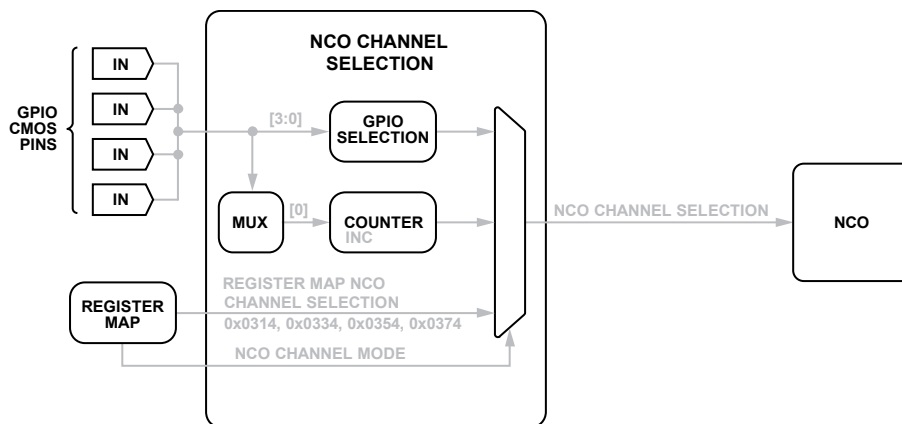 NCO CHANNEL
SELECTION
IN
IN
IN
IN
GPIO
CMOS
PINS
[3:0]
GPIO
SELECTION
MUX
[0]
COUNTER
INC
NCO CHANNEL SELECTION
NCO
REGISTER
MAP
REGISTER MAP NCO
CHANNEL SELECTION
0x0314, 0x0334, 0x0354, 0x0374
NCO CHANNEL MODE